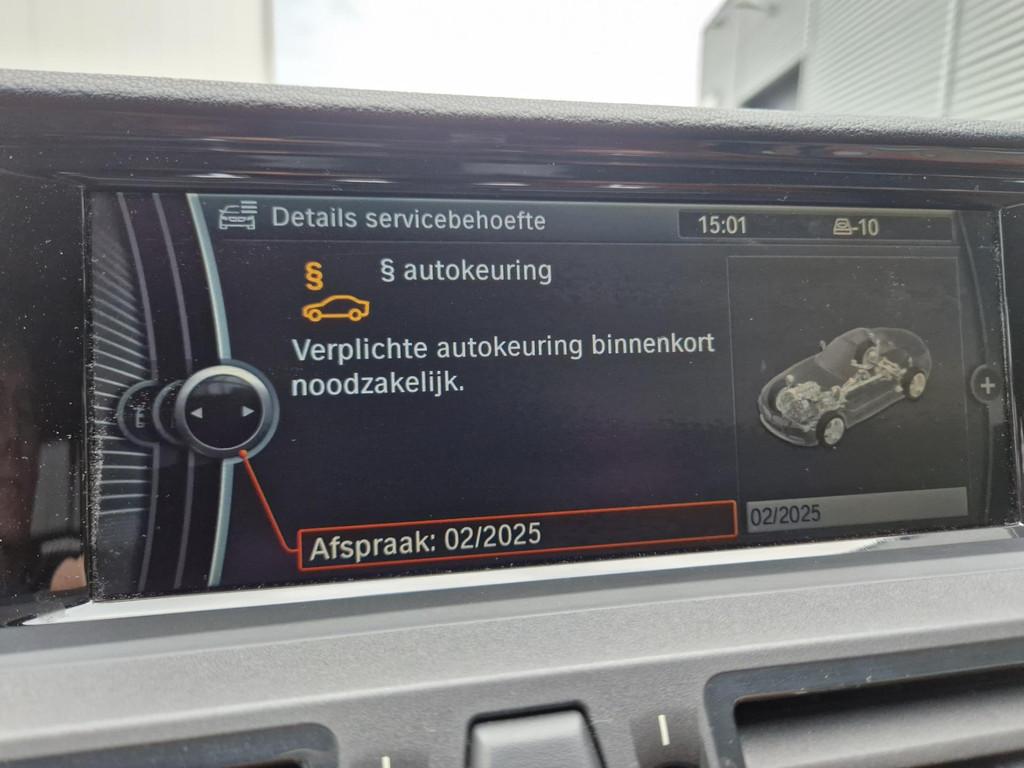 Details servicebehoefte
15:01
-10
§
§ autokeuring
Verplichte autokeuring binnenkort
noodzakelijk.
Afspraak: 02/2025
02/2025